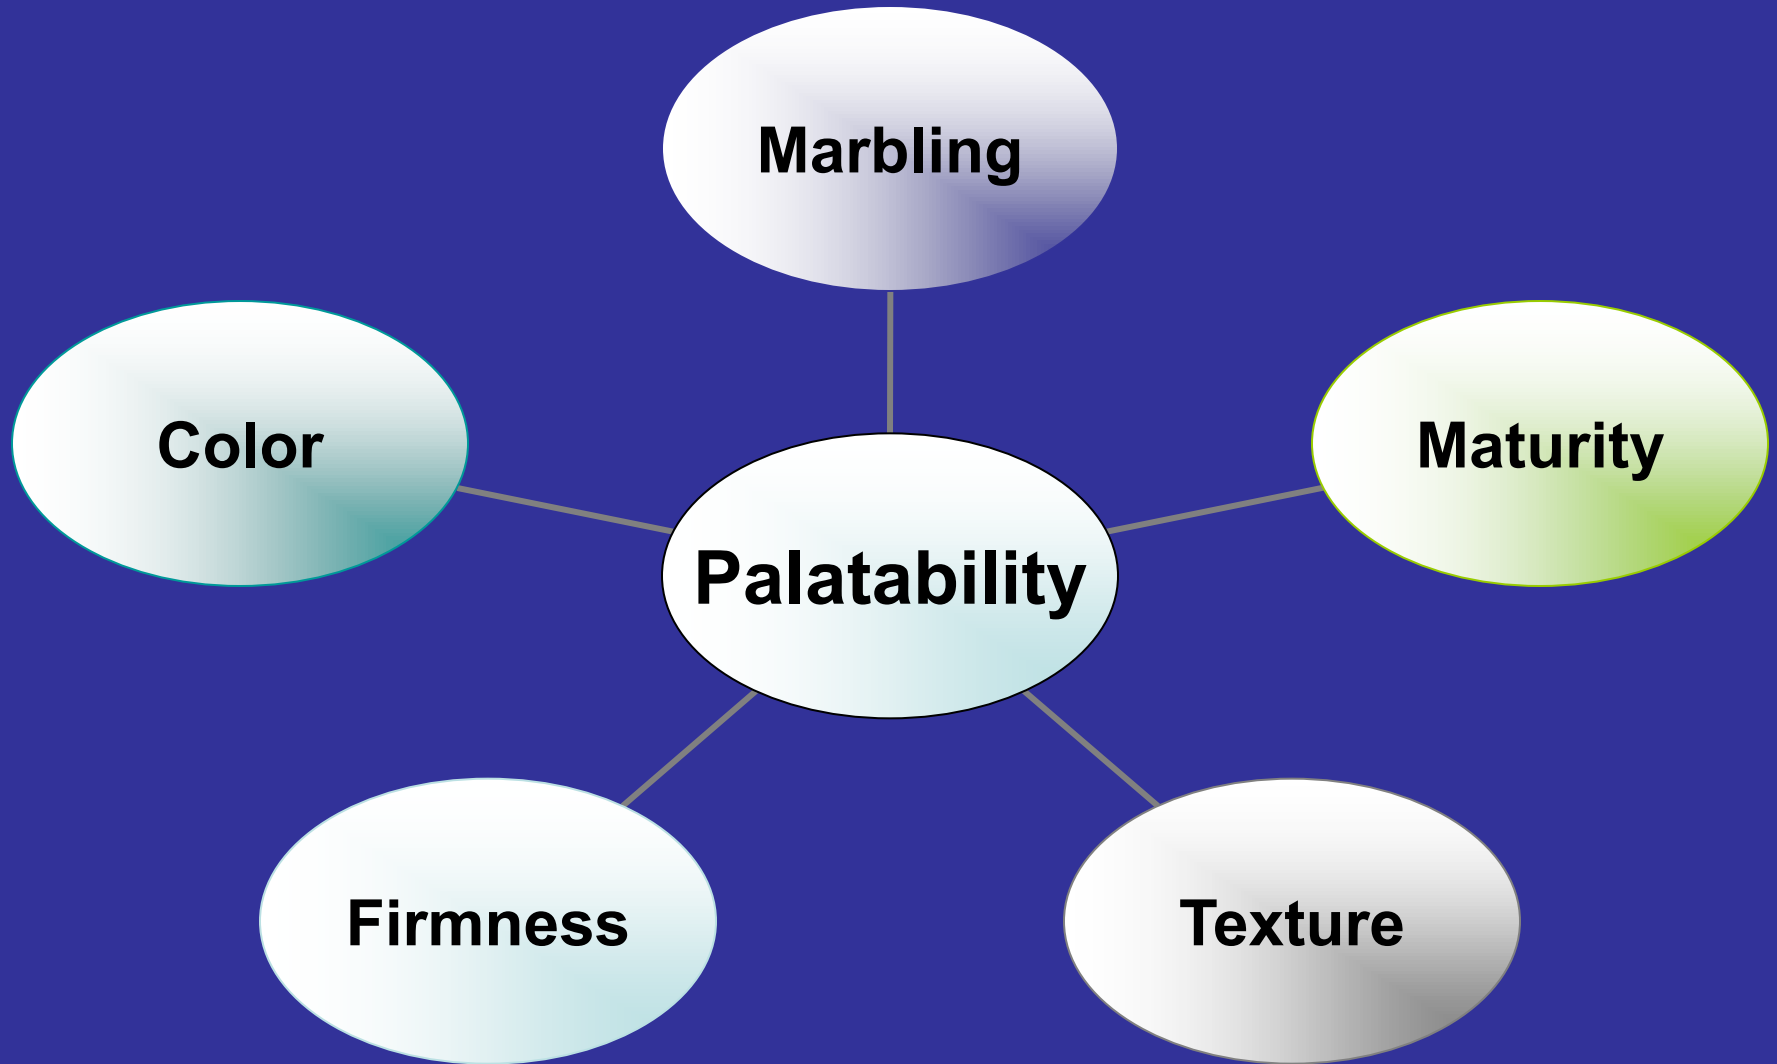 Marbling
Color
Maturity
Palatability
Firmness
Texture